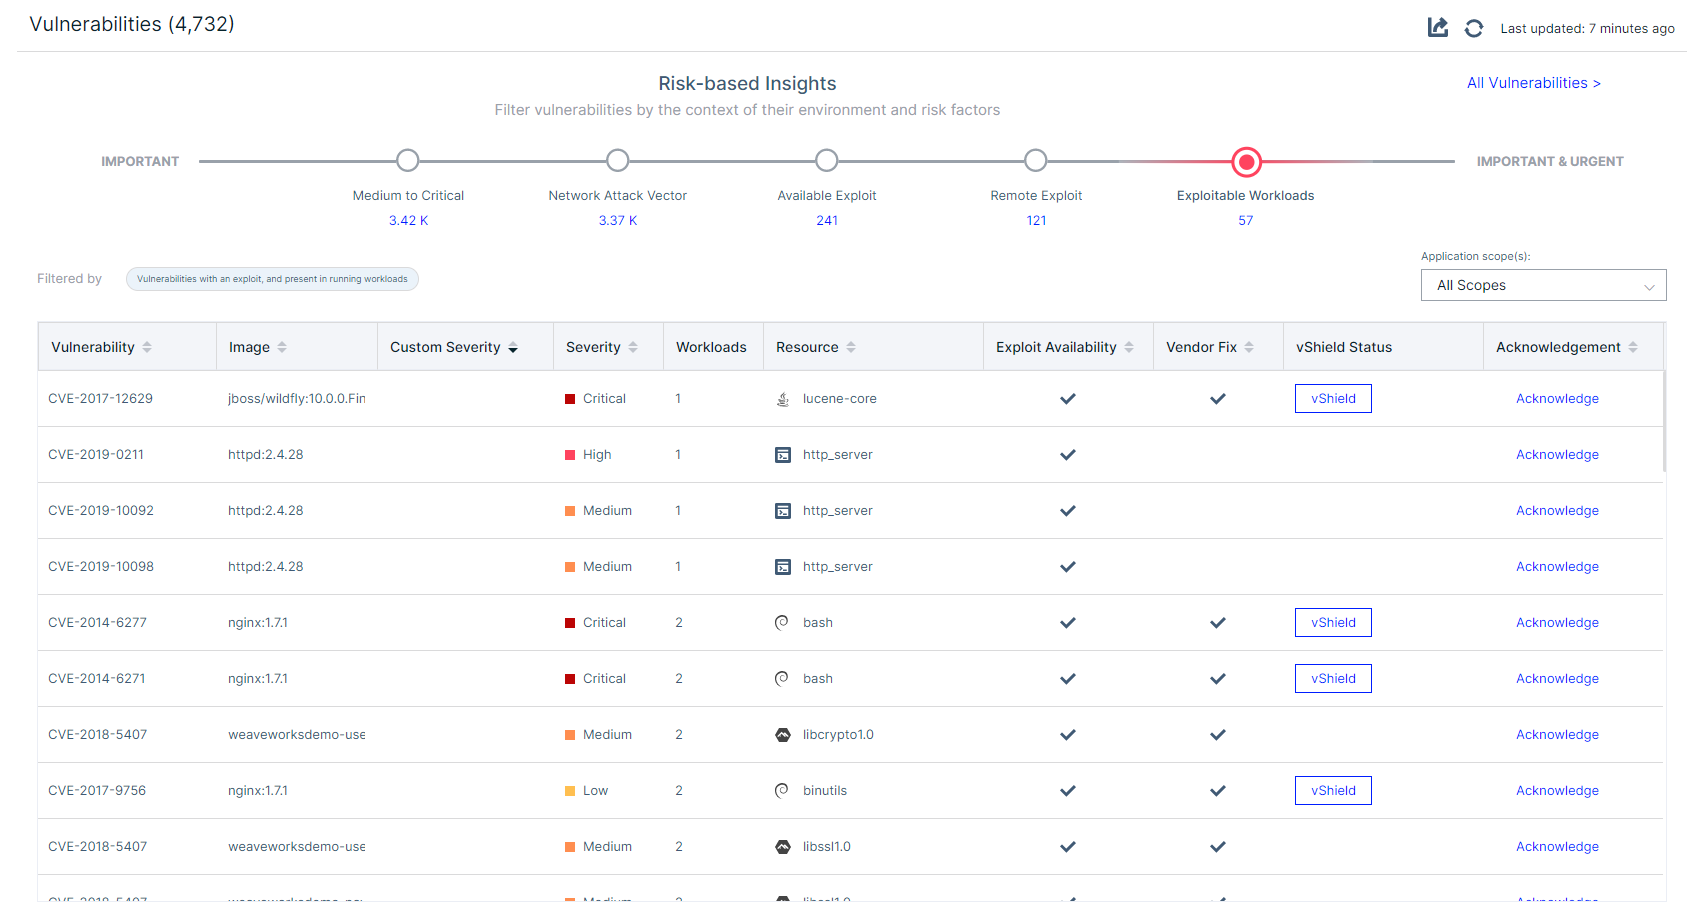 Vulnerabilities (4,732)
Last updated: 7 minutes ago
Risk-based Insights
All Vulnerabilities >
Filter vulnerabilities by the context of their environment and risk factors
IMPORTANT
IMPORTANT & URGENT
Medium to Critical
Network Attack Vector
Available Exploit
Remote Exploit
Exploitable Workloads
3.42 K
3.37 K
241
121
57
Application scope(s):
Filtered by
Vulnerabilities with an exploit, and present in running workloads
All Scopes
Vulnerability Image Custom Severity Severity Workloads Resource Exploit Availability Vendor Fix vShield Status Acknowledgement
CVE-2017-12629 jboss/wildfly:10.0.0.Fin Critical 1 lucene-core vShield Acknowledge
CVE-2019-0211 httpd:2.4.28 High 1 http_server Acknowledge
CVE-2019-10092 httpd:2.4.28 Medium 1 http_server Acknowledge
CVE-2019-10098 httpd:2.4.28 Medium 1 http_server Acknowledge
CVE-2014-6277 nginx:1.7.1 Critical 2 bash vShield Acknowledge
CVE-2014-6271 nginx:1.7.1 Critical 2 bash vShield Acknowledge
CVE-2018-5407 weaveworksdemo-use Medium 2 libcrypto1.0 Acknowledge
CVE-2017-9756 nginx:1.7.1 Low 2 binutils vShield Acknowledge
CVE-2018-5407 weaveworksdemo-use Medium 2 libssl1.0 Acknowledge